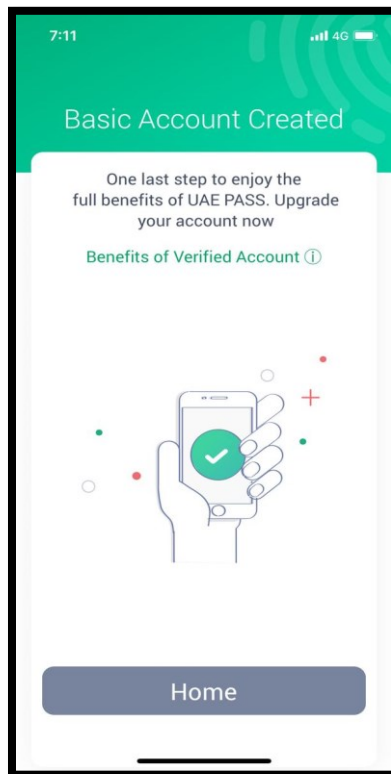 7:11 4G
Basic Account Created
One last step to enjoy the
full benefits of UAE PASS. Upgrade
your account now
Benefits of Verified Account ⓘ
Home